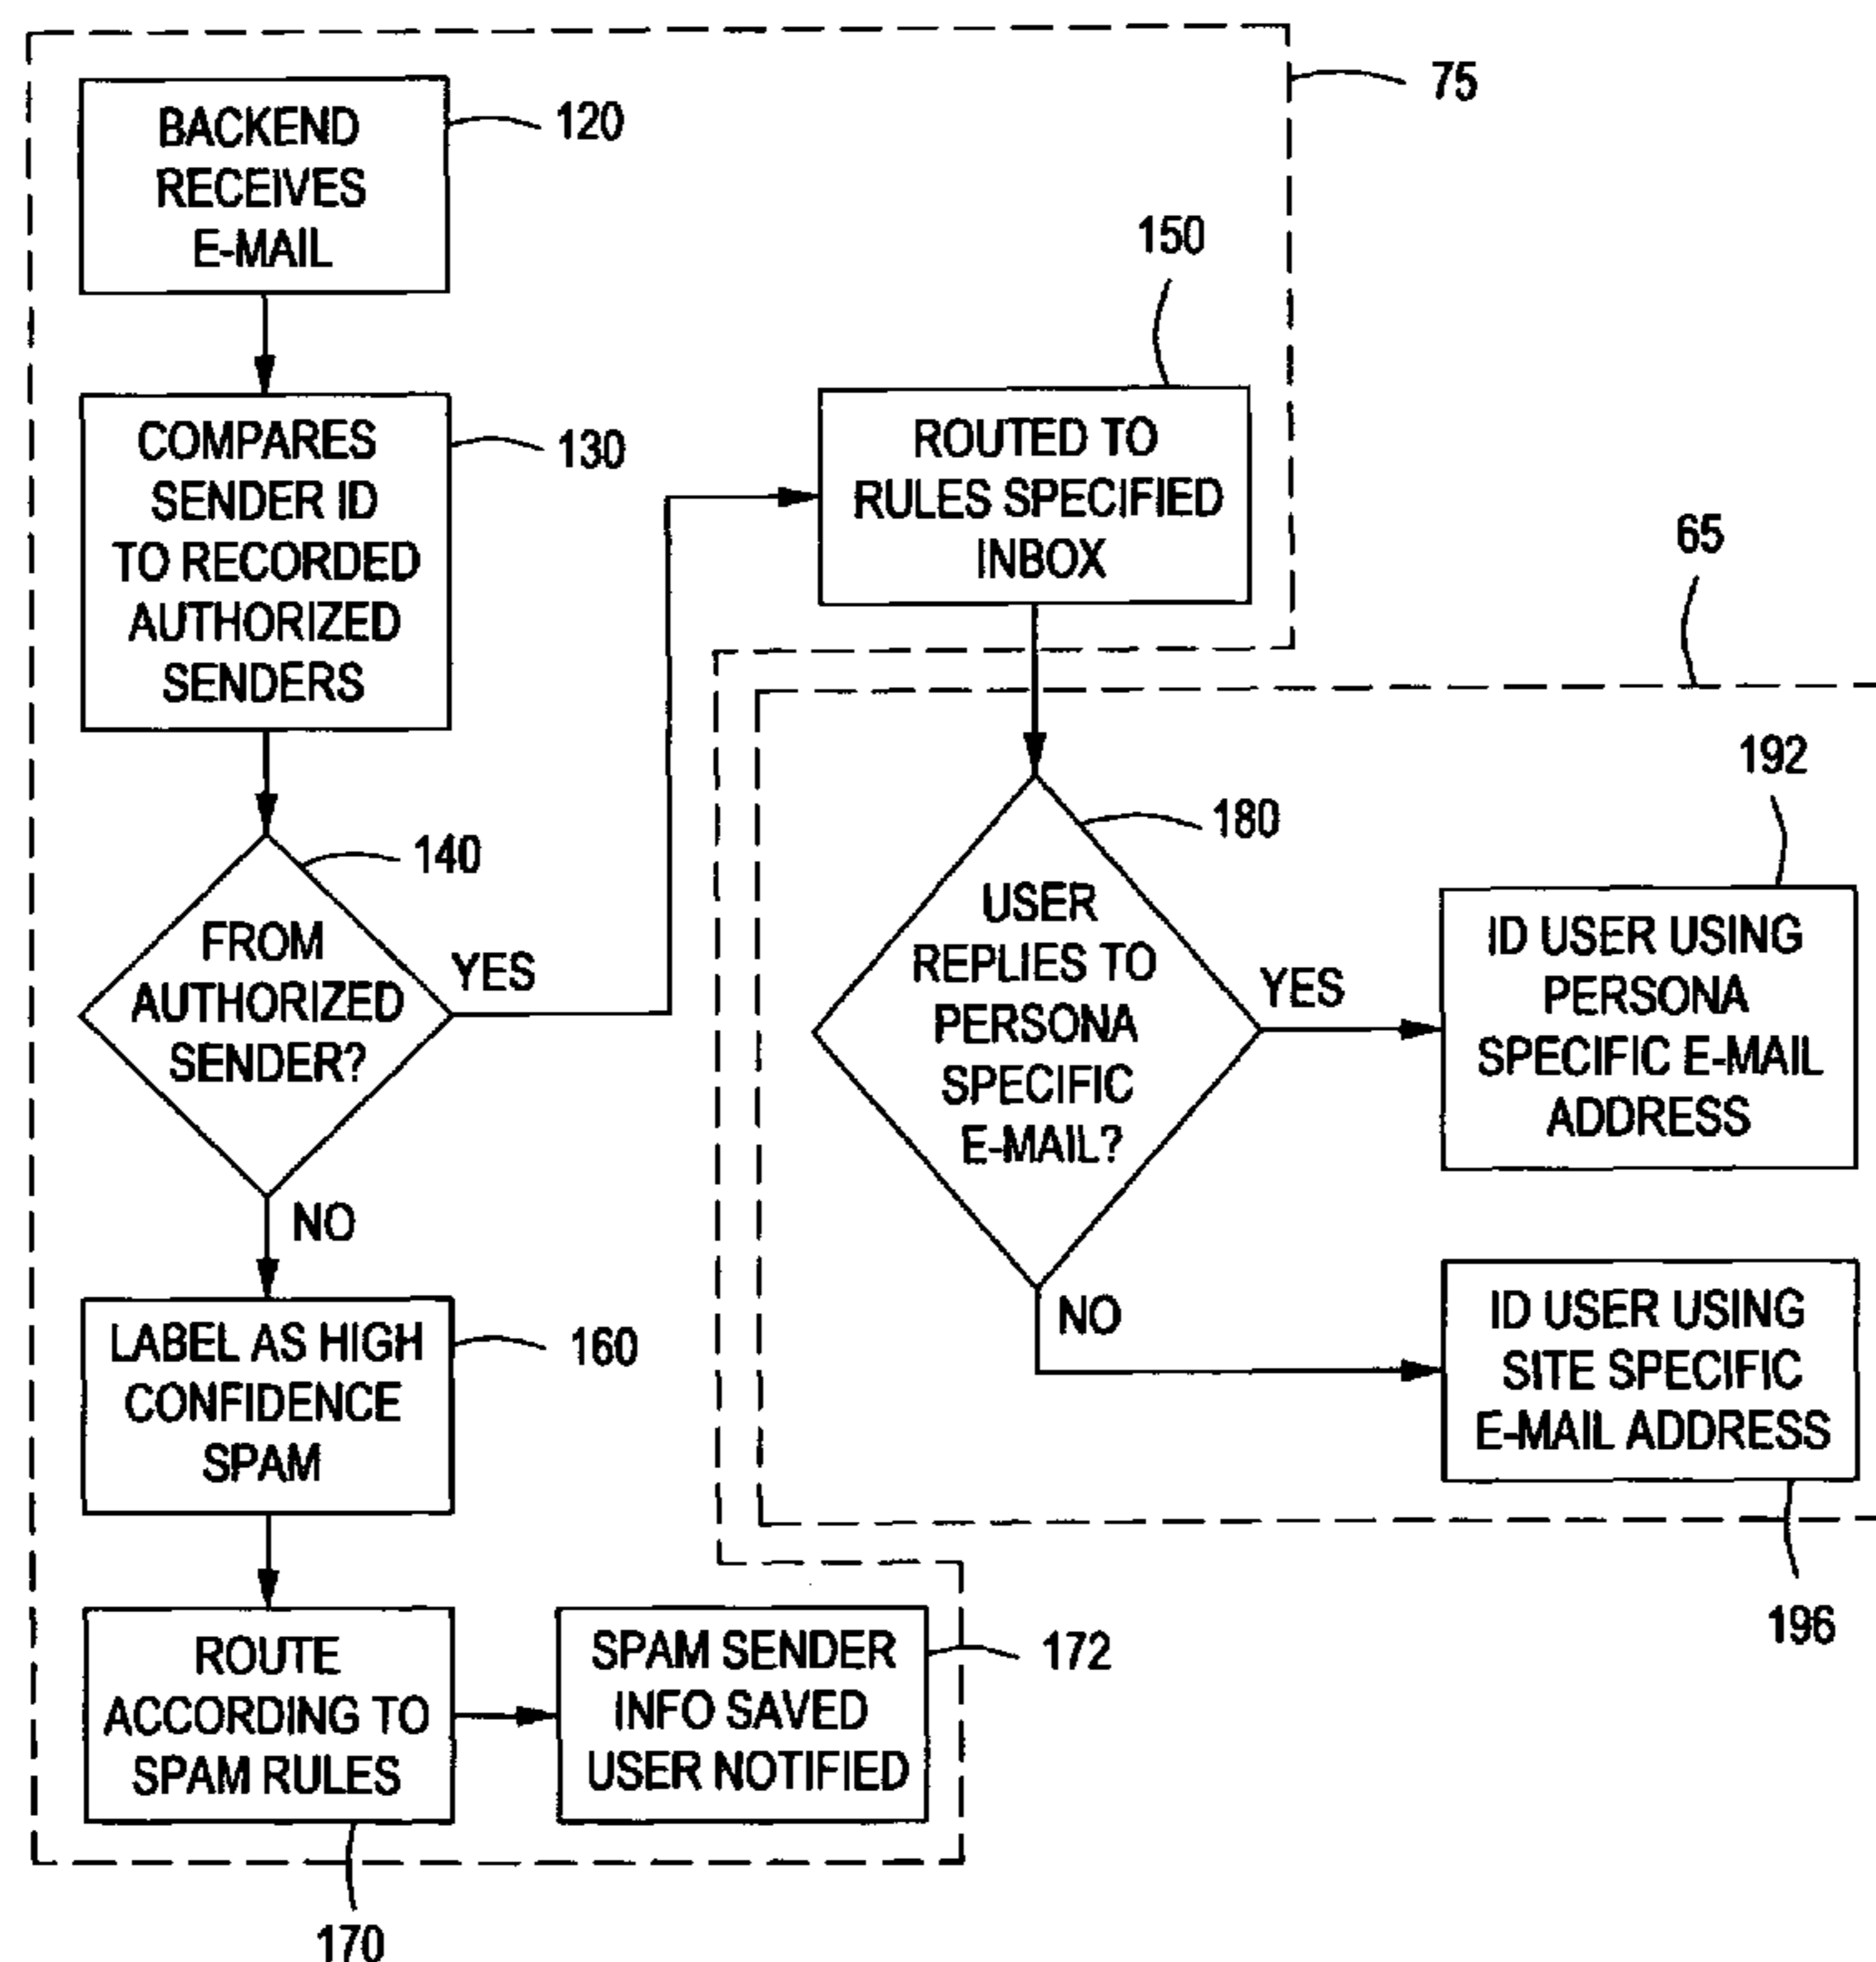 75
BACKEND
RECEIVES
E-MAIL
120
150
COMPARES
SENDER ID
TO RECORDED
AUTHORIZED
SENDERS
130
ROUTED TO
RULES SPECIFIED
INBOX
65
140
FROM
AUTHORIZED
SENDER?
YES
NO
180
USER
REPLIES TO
PERSONA
SPECIFIC
E-MAIL?
YES
NO
192
ID USER USING
PERSONA
SPECIFIC E-MAIL
ADDRESS
LABEL AS HIGH
CONFIDENCE
SPAM
160
ID USER USING
SITE SPECIFIC
E-MAIL ADDRESS
196
ROUTE
ACCORDING TO
SPAM RULES
170
SPAM SENDER
INFO SAVED
USER NOTIFIED
172